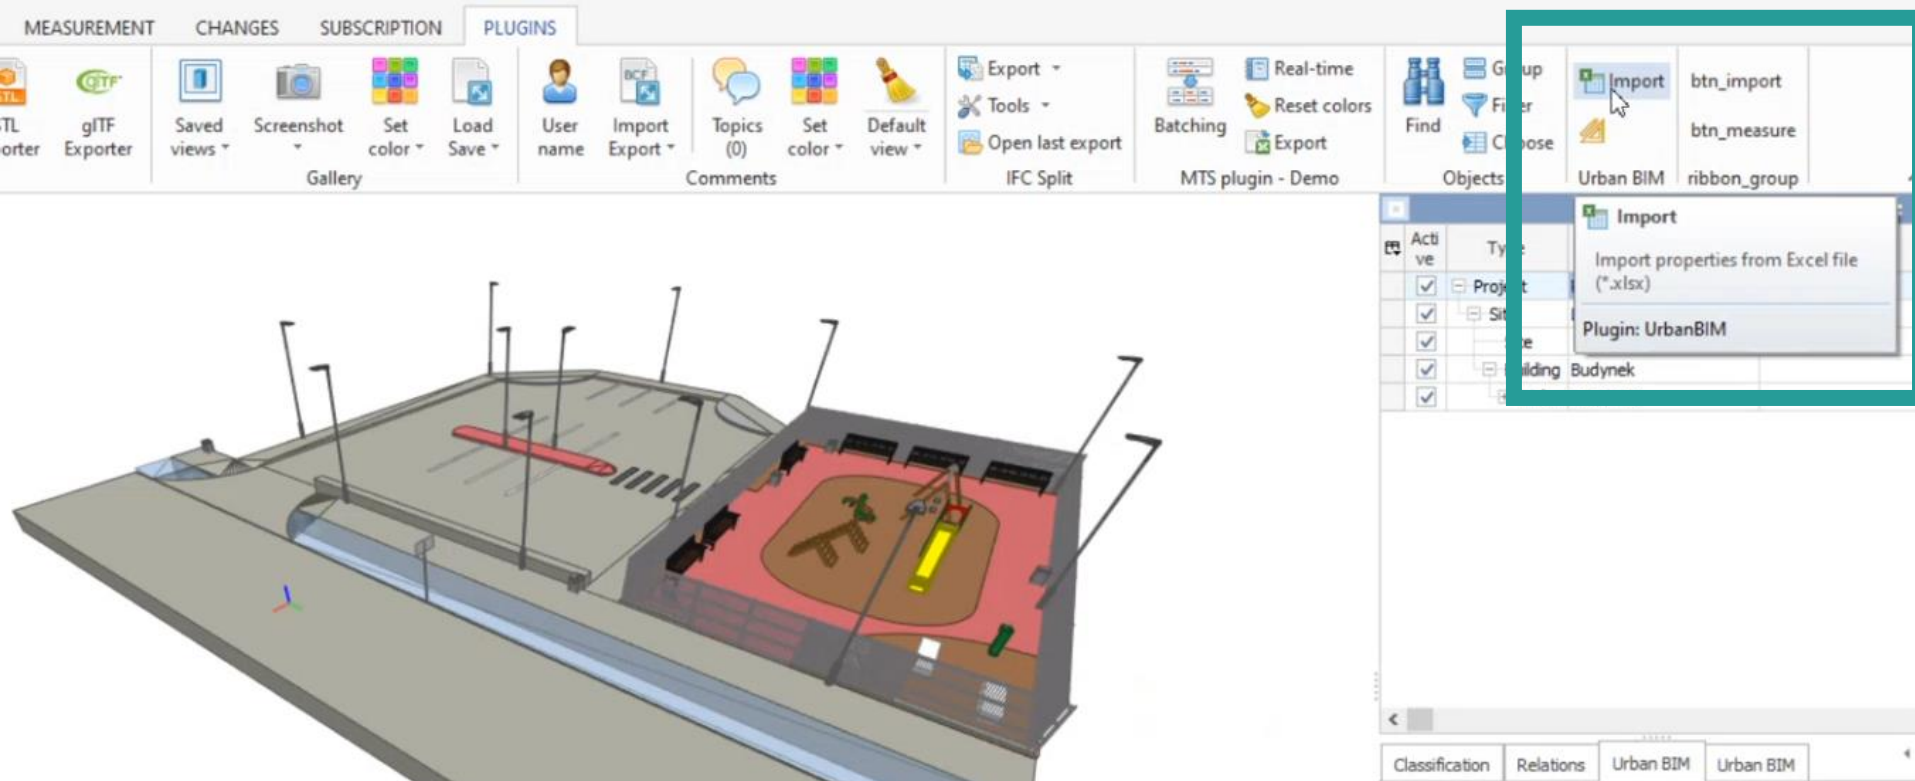 MEASUREMENT CHANGES SUBSCRIPTION PLUGINS
STL
glTF
glTF
Exporter
Saved
views
Screenshot
Set
color
Load
Save
Gallery
User
name
BCF
Import
Export
Topics
(0)
Set
color
Default
view
Comments
Export
Tools
Open last export
IFC Split
Batching
Real-time
Reset colors
Export
MTS plugin - Demo
Find
Objects
Import
Urban BIM
btn_import
btn_measure
ribbon_group
Import
Import properties from Excel file
(*.xlsx)
Plugin: UrbanBIM
Acti
ve
Budynek
Classification Relations Urban BIM Urban BIM